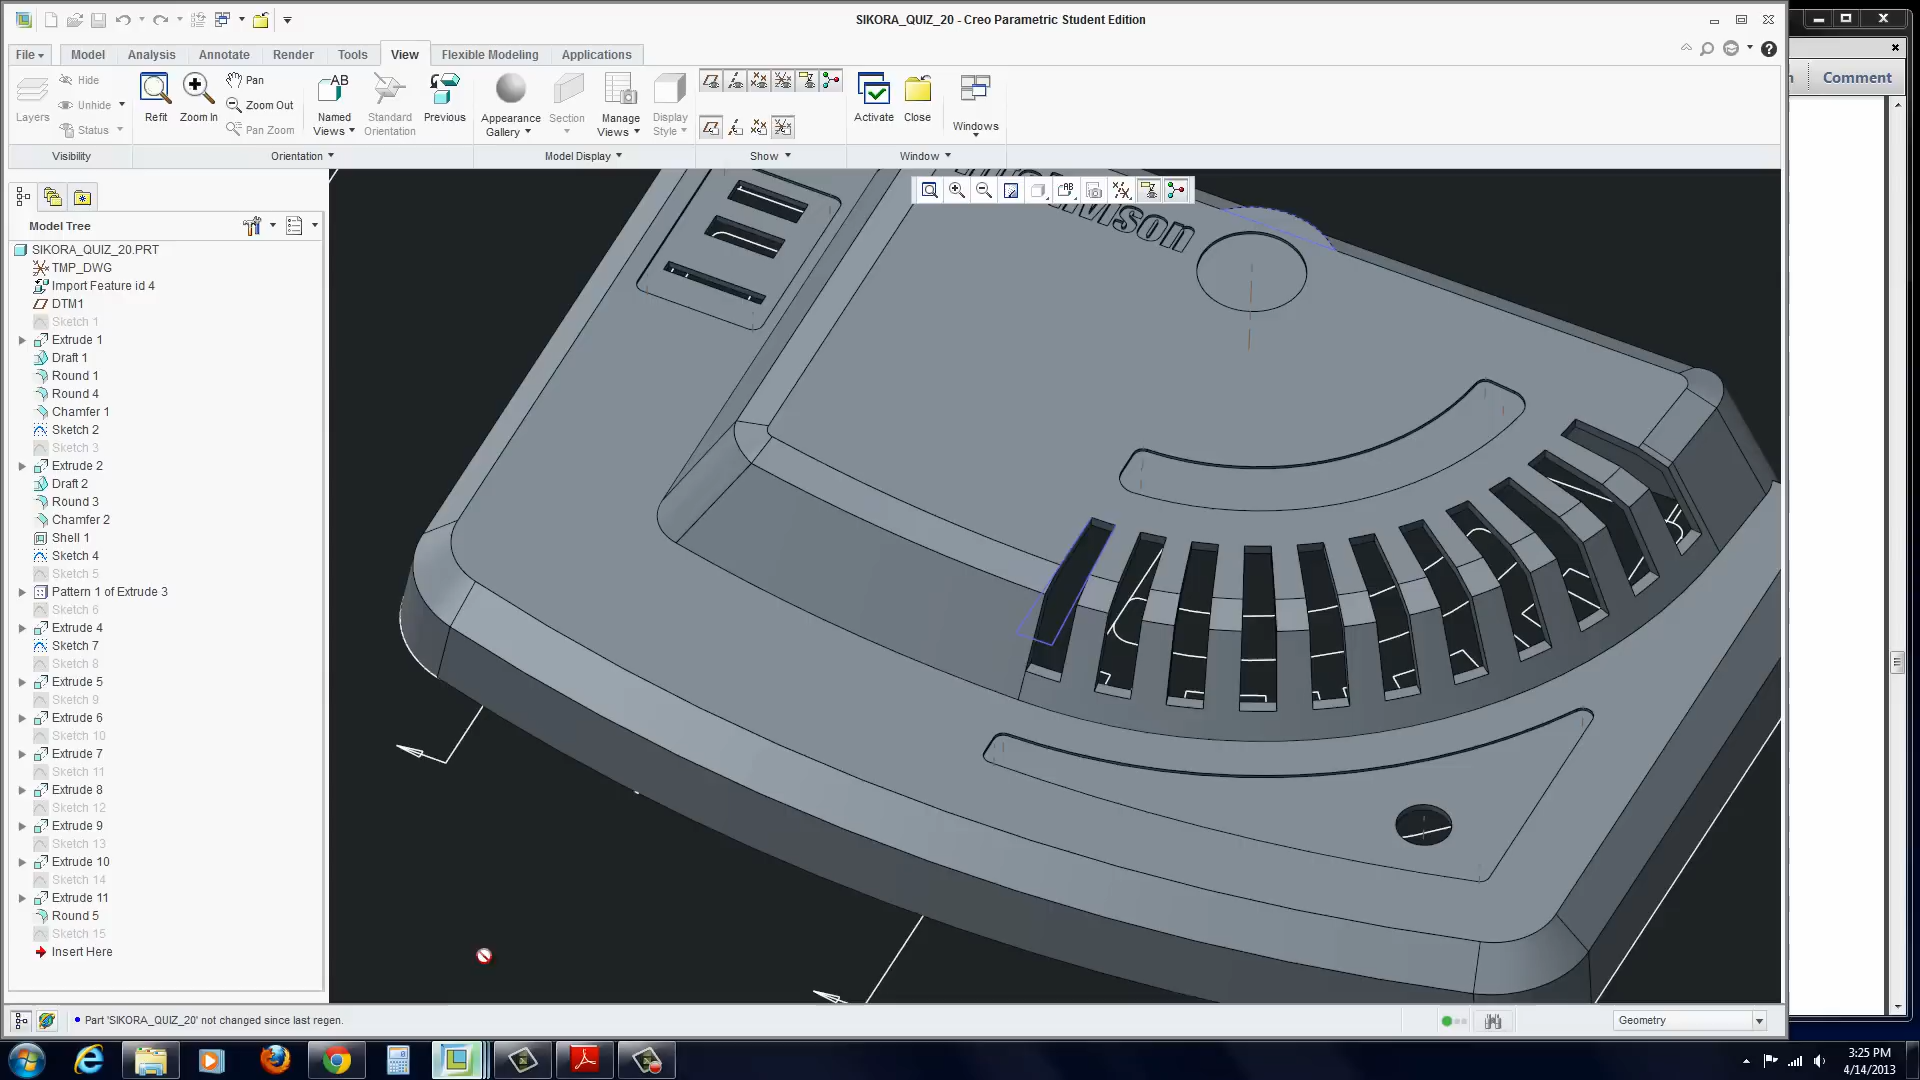 SIKORA_QUIZ_20 - Creo Parametric Student Edition
File Model Analysis Annotate Render Tools View Flexible Modeling Applications
Comment
Layers
Hide
Unhide
Status
Refit
Zoom In
Pan
Zoom Out
Pan Zoom
Named Views
Standard Orientation
Previous
Appearance Gallery
Section
Manage Views
Display Style
Activate
Close
Windows
Visibility
Orientation
Model Display
Show
Window
Model Tree
SIKORA_QUIZ_20.PRT
TMP_DWG
Import Feature id 4
DTM1
Sketch 1
Extrude 1
Draft 1
Round 1
Round 4
Chamfer 1
Sketch 2
Sketch 3
Extrude 2
Draft 2
Round 3
Chamfer 2
Shell 1
Sketch 4
Sketch 5
Pattern 1 of Extrude 3
Sketch 6
Extrude 4
Sketch 7
Sketch 8
Extrude 5
Sketch 9
Extrude 6
Sketch 10
Extrude 7
Sketch 11
Extrude 8
Sketch 12
Extrude 9
Sketch 13
Extrude 10
Sketch 14
Extrude 11
Round 5
Sketch 15
Insert Here
Part 'SIKORA_QUIZ_20' not changed since last regen.
Geometry
3:25 PM
4/14/2013